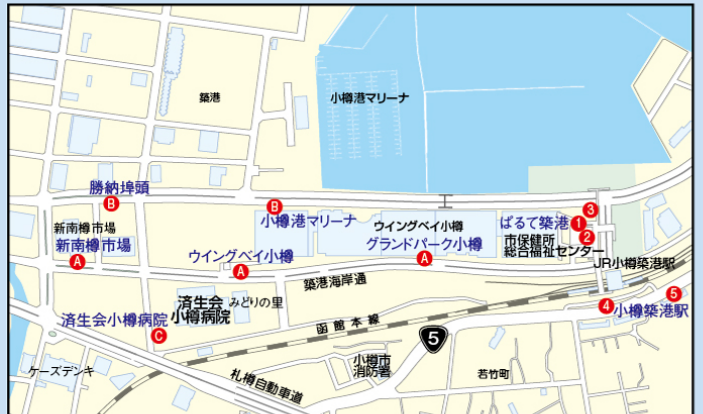 築港
小樽港マリーナ
勝納埠頭
B
B
小樽港マリーナ
ウイングベイ小樽
グランドパーク小樽
ぱるて築港
1
2
3
市保健所
総合福祉センター
新南樽市場
新南樽市場
A
ウイングベイ小樽
A
A
JR小樽築港駅
築港海岸通
済生会
小樽病院
みどりの里
済生会小樽病院
C
函館本線
5
4
小樽築港駅
5
ケーズデンキ
札樽自動車道
小樽市
消防署
若竹町